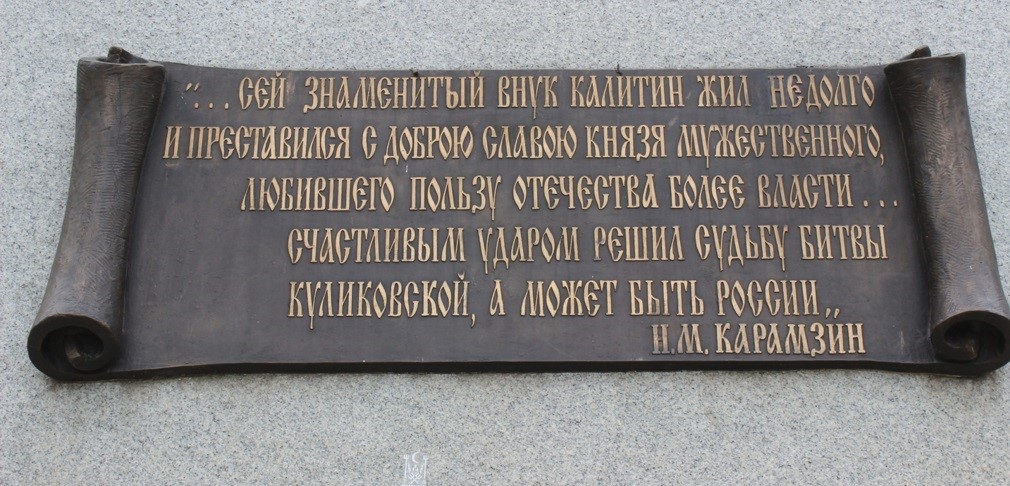 "... СЕЙ ЗНАМЕНИТЫЙ ВНУК КАЛИТИН ЖИЛ НЕДОЛГО
И ПРЕСТАВИЛСЯ С ДОБРОЮ СЛАВОЮ КНЯЗЯ МУЖЕСТВЕННОГО,
ЛЮБИВШЕГО ПОЛЬЗУ ОТЕЧЕСТВА БОЛЕЕ ВЛАСТИ ...
СЧАСТЛИВЫМ УДАРОМ РЕШИЛ СУДЬБУ БИТВЫ
КУЛИКОВСКОЙ, А МОЖЕТ БЫТЬ РОССИИ,,
Н.М. КАРАМЗИН